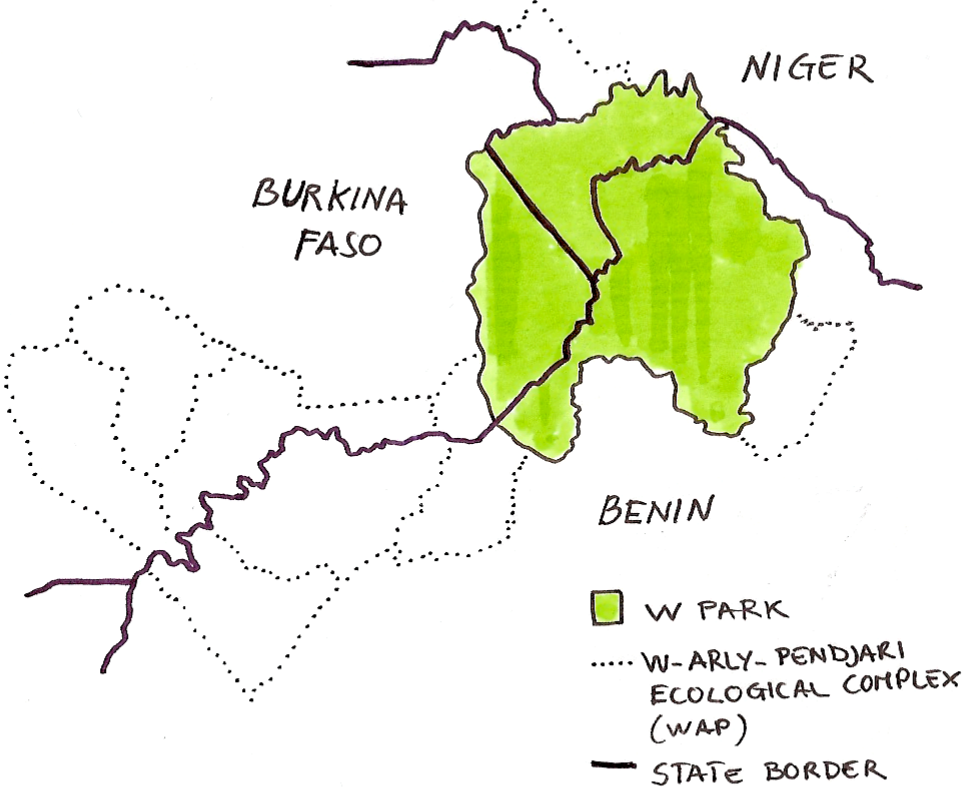 NIGER
BURKINA
FASO
BENIN
W PARK
W-ARLY-PENDJARI
ECOLOGICAL COMPLEX
(WAP)
STATE BORDER